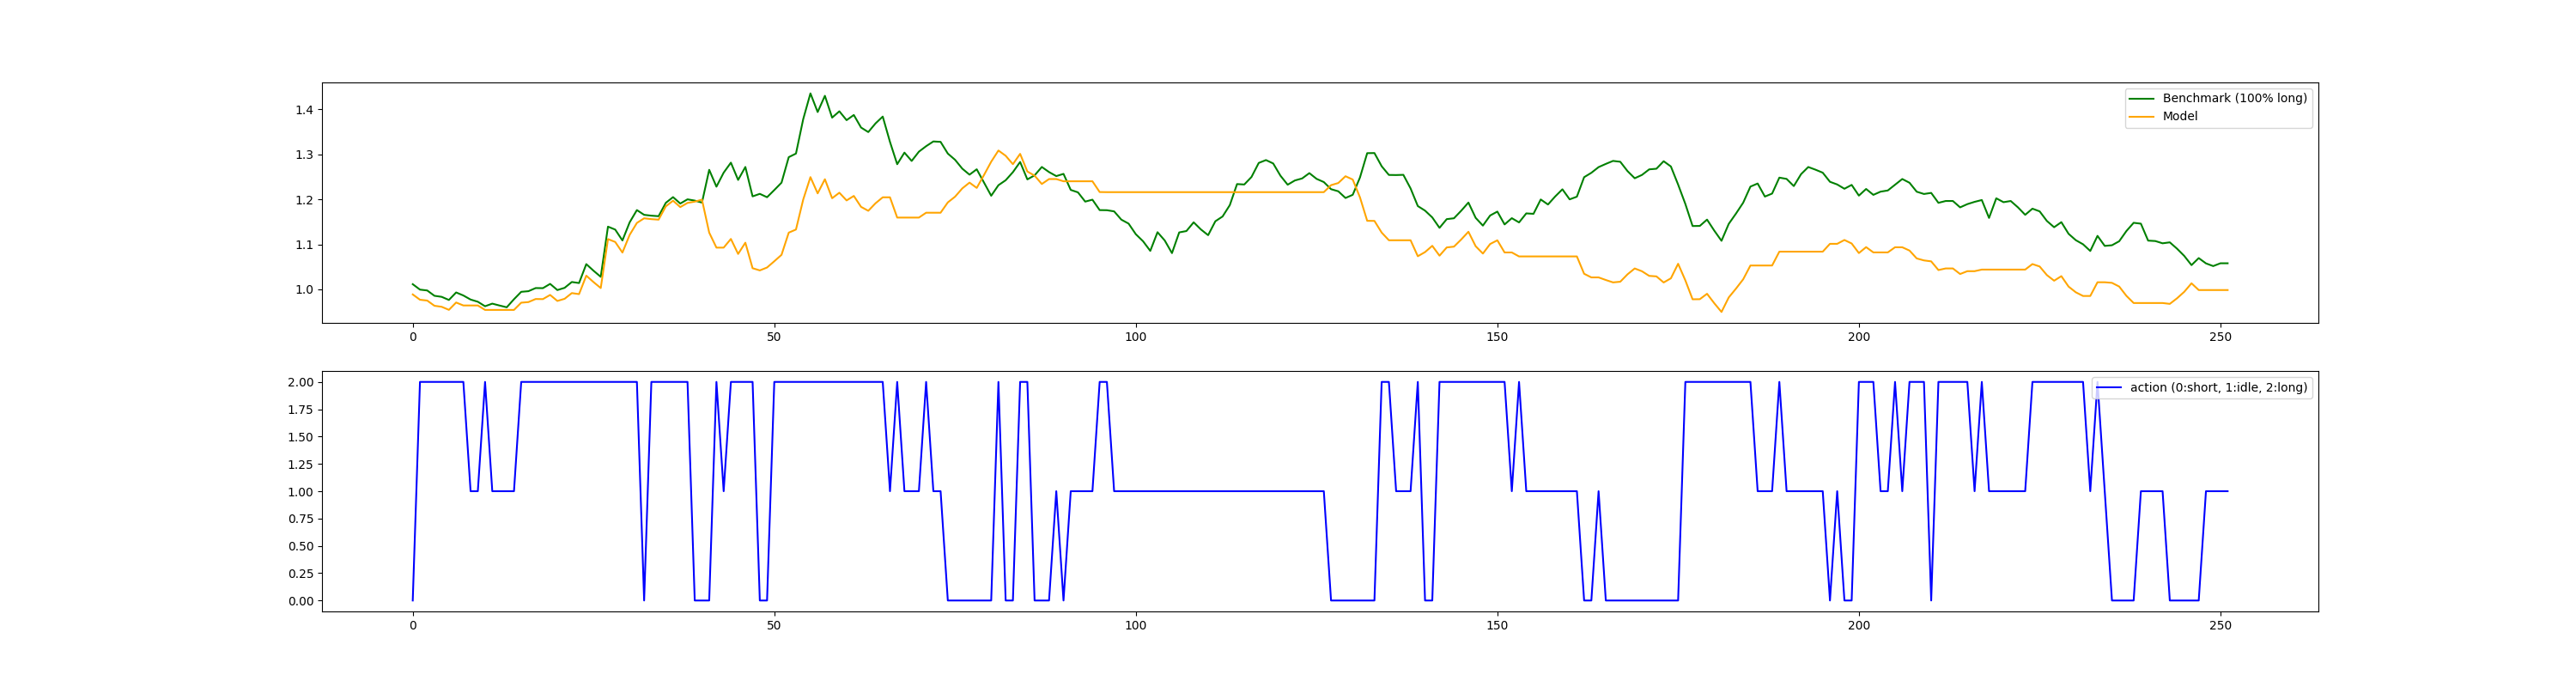 1.4
1.3
1.2
1.1
1.0
Benchmark (100% long)
Model
0 50 100 150 200 250
2.00
1.75
1.50
1.25
1.00
0.75
0.50
0.25
0.00
action (0:short, 1:idle, 2:long)
0 50 100 150 200 250